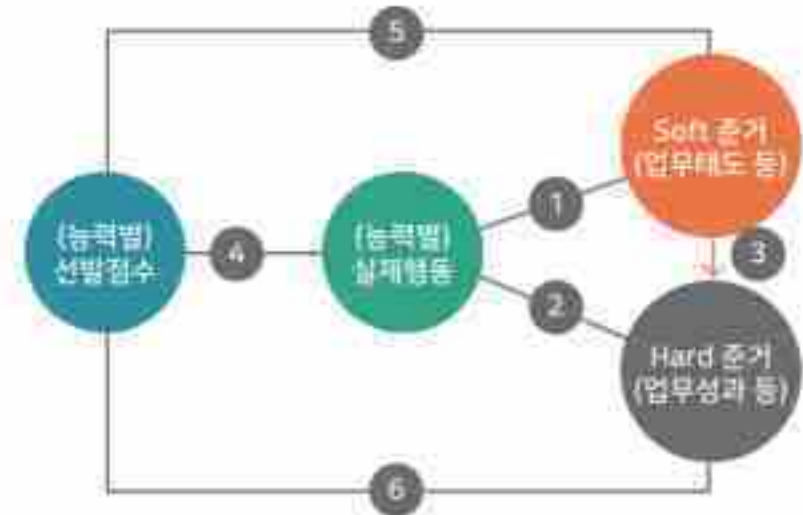 5
Soft 준거
(업무태도 등)
1
(능력별)
선발점수
4
(능력별)
실제행동
3
2
Hard 준거
(업무성과 등)
6